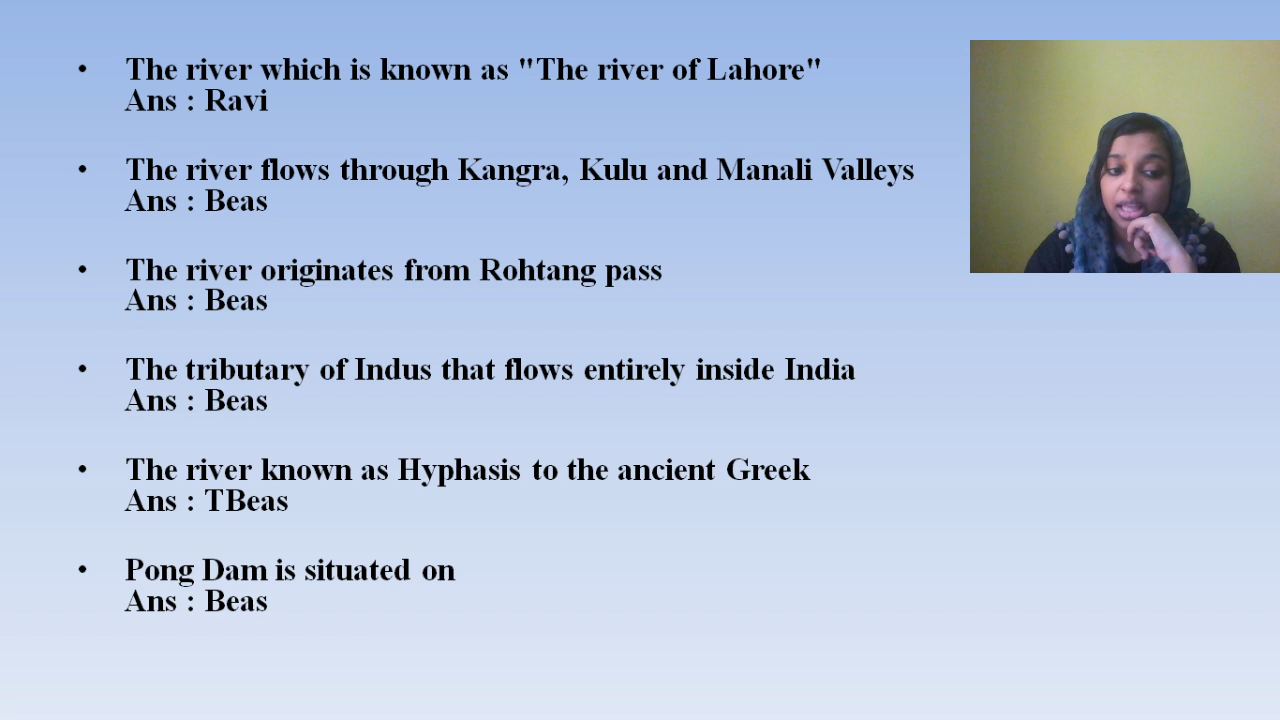 • The river which is known as "The river of Lahore"
Ans : Ravi
• The river flows through Kangra, Kulu and Manali Valleys
Ans : Beas
• The river originates from Rohtang pass
Ans : Beas
• The tributary of Indus that flows entirely inside India
Ans : Beas
• The river known as Hyphasis to the ancient Greek
Ans : TBeas
• Pong Dam is situated on
Ans : Beas